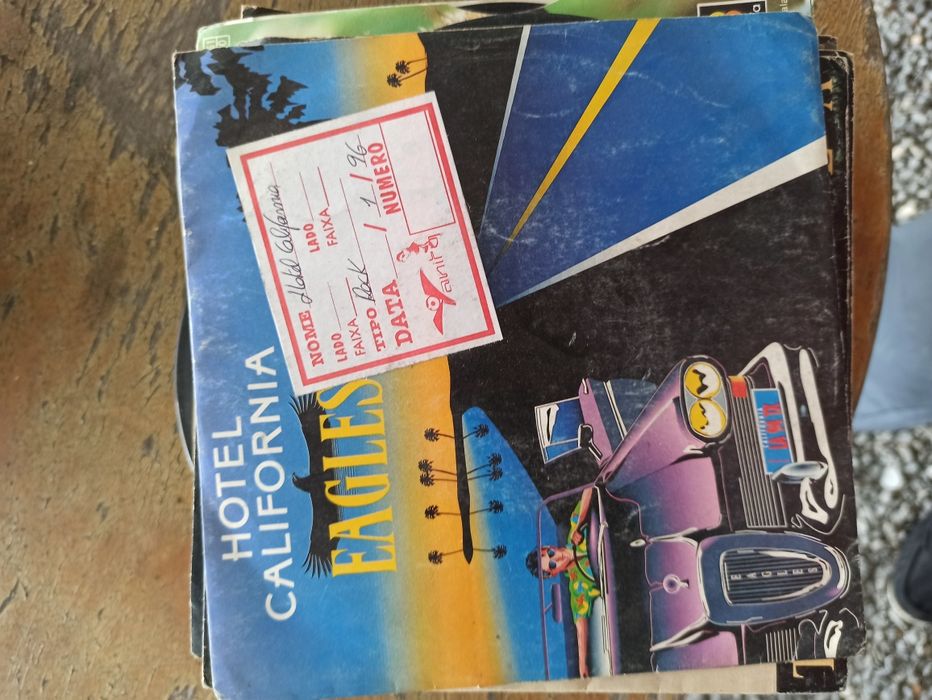 HOTEL
CALIFORNIA
EAGLES
NOME Hotel California
LADO LADO
FAIXA FAIXA
TIPO Rock
DATA / 1 / 96
NUMERO
EAGLES